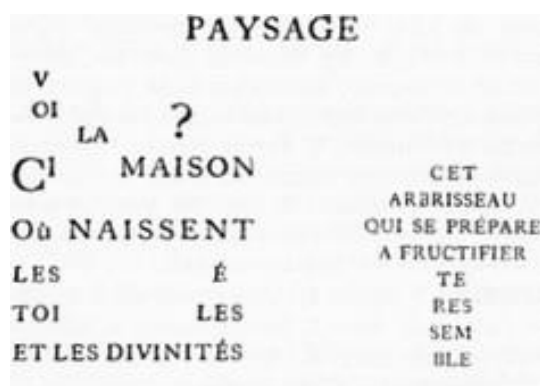 PAYSAGE
V
OI
LA ?
CI MAISON
Où NAISSENT
LES É
TOI LES
ET LES DIVINITÉS
CET
ARBRISSEAU
QUI SE PRÉPARE
A FRUCTIFIER
TE
RES
SEM
BLE